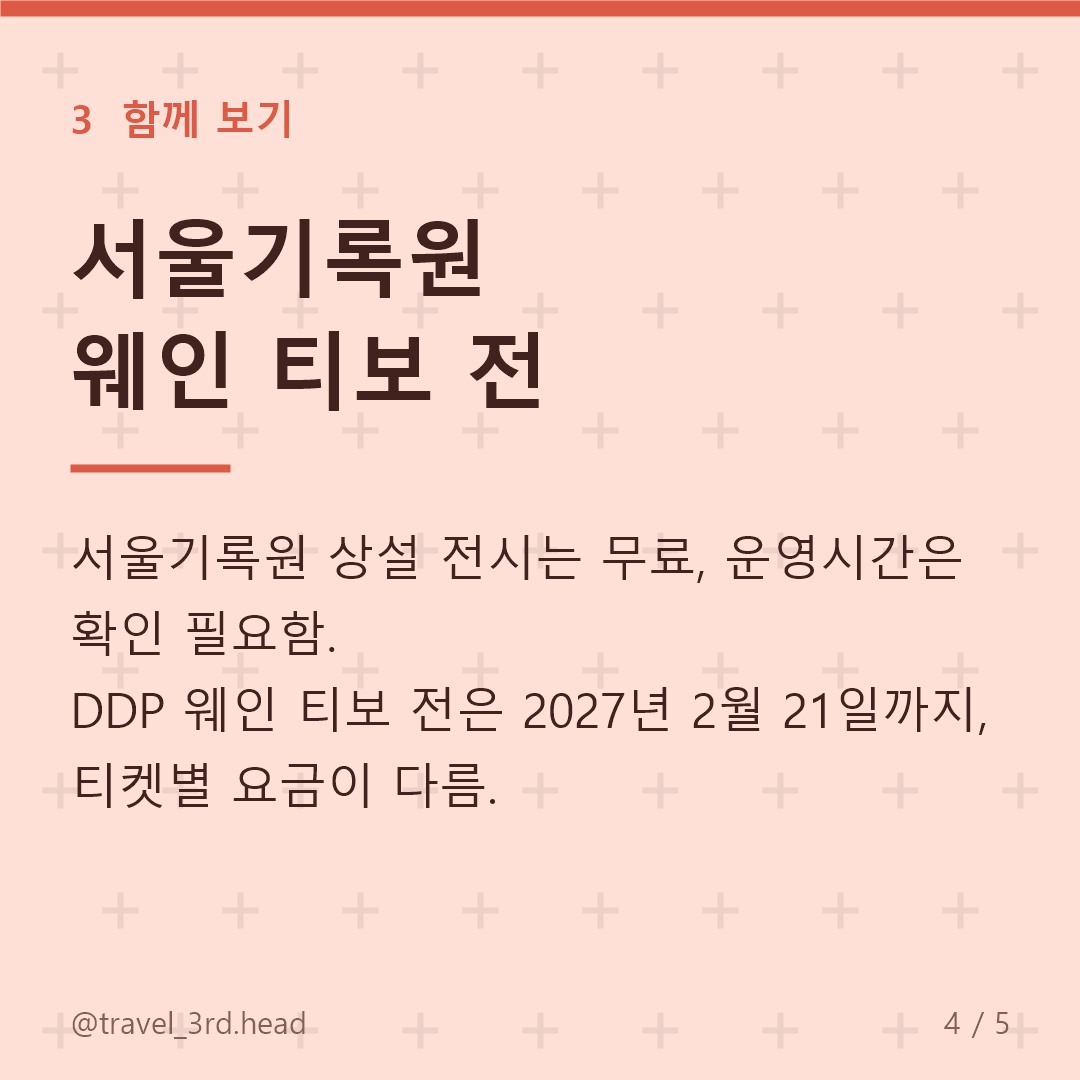 3 함께 보기
서울기록원
웨인 티보 전
서울기록원 상설 전시는 무료, 운영시간은
확인 필요함.
DDP 웨인 티보 전은 2027년 2월 21일까지,
티켓별 요금이 다름.
@travel_3rd.head
4 / 5